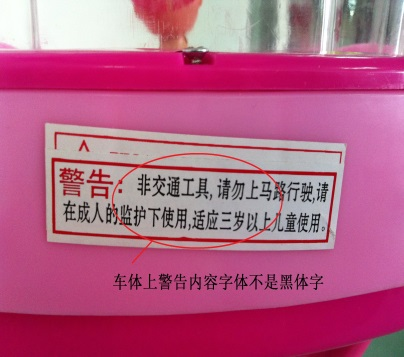 警告：非交通工具,请勿上马路行驶,请
在成人的监护下使用,适应三岁以上儿童使用。
车体上警告内容字体不是黑体字